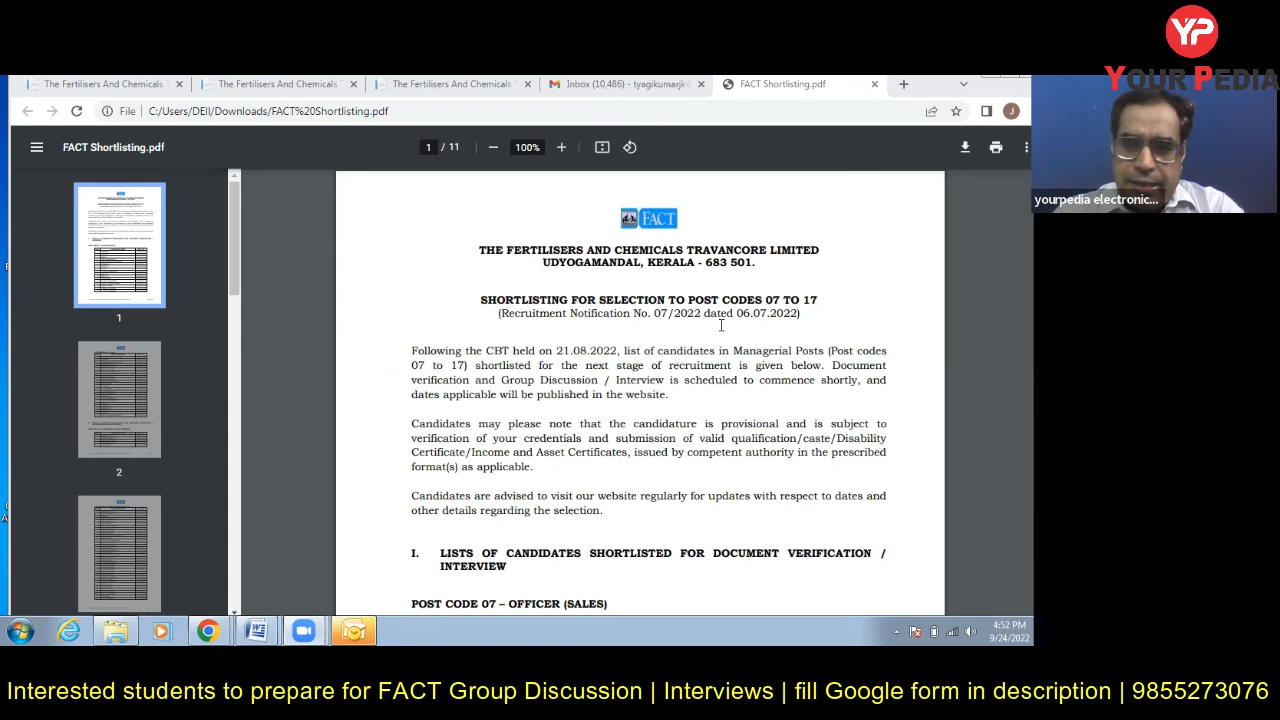 YP
YOUR PEDIA
The Fertilisers And Chemicals
The Fertilisers And Chemicals
The Fertilisers And Chemicals
Inbox (10,486) - tyagikumarjk@
FACT Shortlisting.pdf
File
C:/Users/DEll/Downloads/FACT%20Shortlisting.pdf
J
FACT Shortlisting.pdf
1 / 11
100%
yourpedia electronic...
1
2
FACT
THE FERTILISERS AND CHEMICALS TRAVANCORE LIMITED
UDYOGAMANDAL, KERALA - 683 501.
SHORTLISTING FOR SELECTION TO POST CODES 07 TO 17
(Recruitment Notification No. 07/2022 dated 06.07.2022)
Following the CBT held on 21.08.2022, list of candidates in Managerial Posts (Post codes
07 to 17) shortlisted for the next stage of recruitment is given below. Document
verification and Group Discussion / Interview is scheduled to commence shortly, and
dates applicable will be published in the website.
Candidates may please note that the candidature is provisional and is subject to
verification of your credentials and submission of valid qualification/caste/Disability
Certificate/Income and Asset Certificates, issued by competent authority in the prescribed
format(s) as applicable.
Candidates are advised to visit our website regularly for updates with respect to dates and
other details regarding the selection.
I. LISTS OF CANDIDATES SHORTLISTED FOR DOCUMENT VERIFICATION /
INTERVIEW
POST CODE 07 – OFFICER (SALES)
4:52 PM
9/24/2022
Interested students to prepare for FACT Group Discussion | Interviews | fill Google form in description | 9855273076